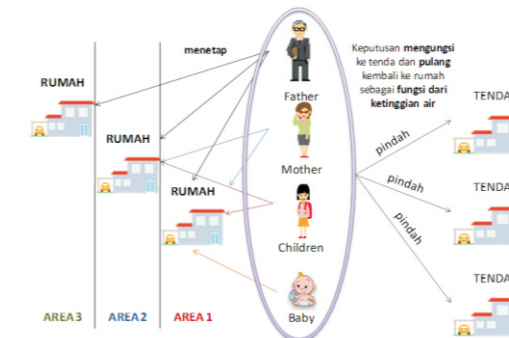 menetap
RUMAH
RUMAH
RUMAH
AREA 3
AREA 2
AREA 1
Father
Mother
Children
Baby
Keputusan mengungsi
ke tenda dan pulang
kembali ke rumah
sebagai fungsi dari
ketinggian air
pindah
pindah
pindah
TENDA
TENDA
TENDA